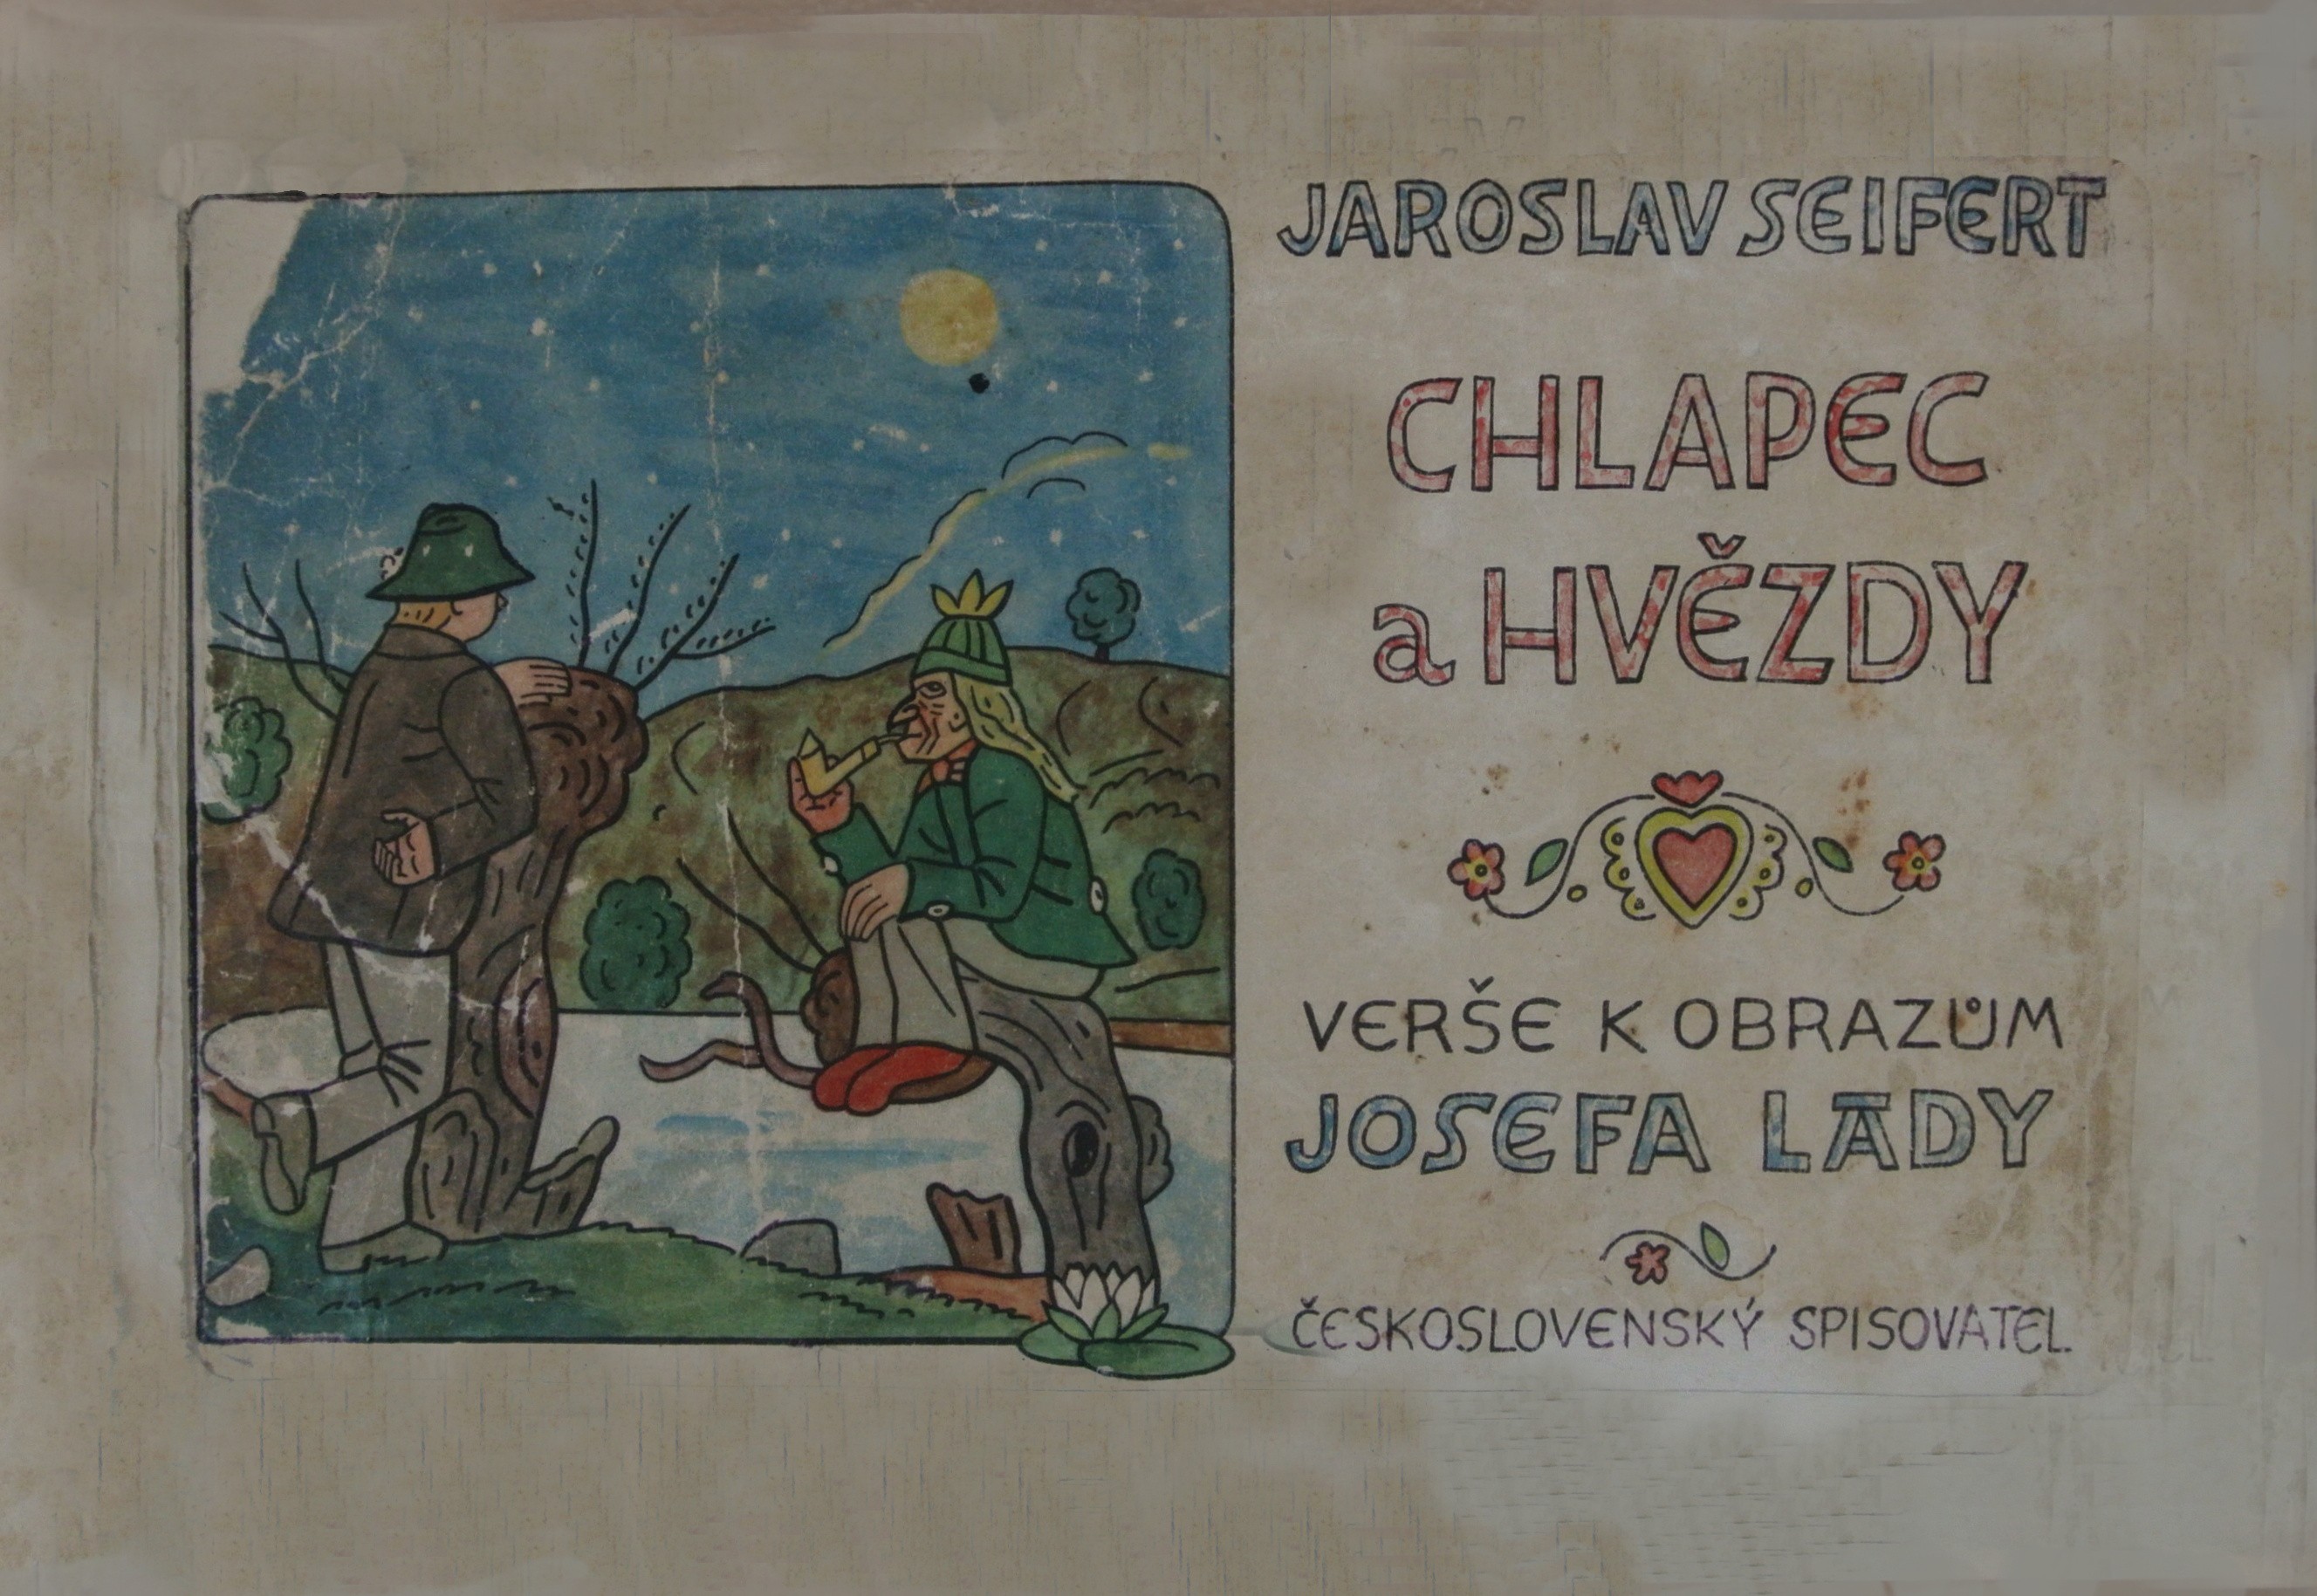 JAROSLAV SEIFERT
CHLAPEC
a HVĚZDY
VERŠE K OBRAZŮM
JOSEFA LADY
ČESKOSLOVENSKÝ SPISOVATEL